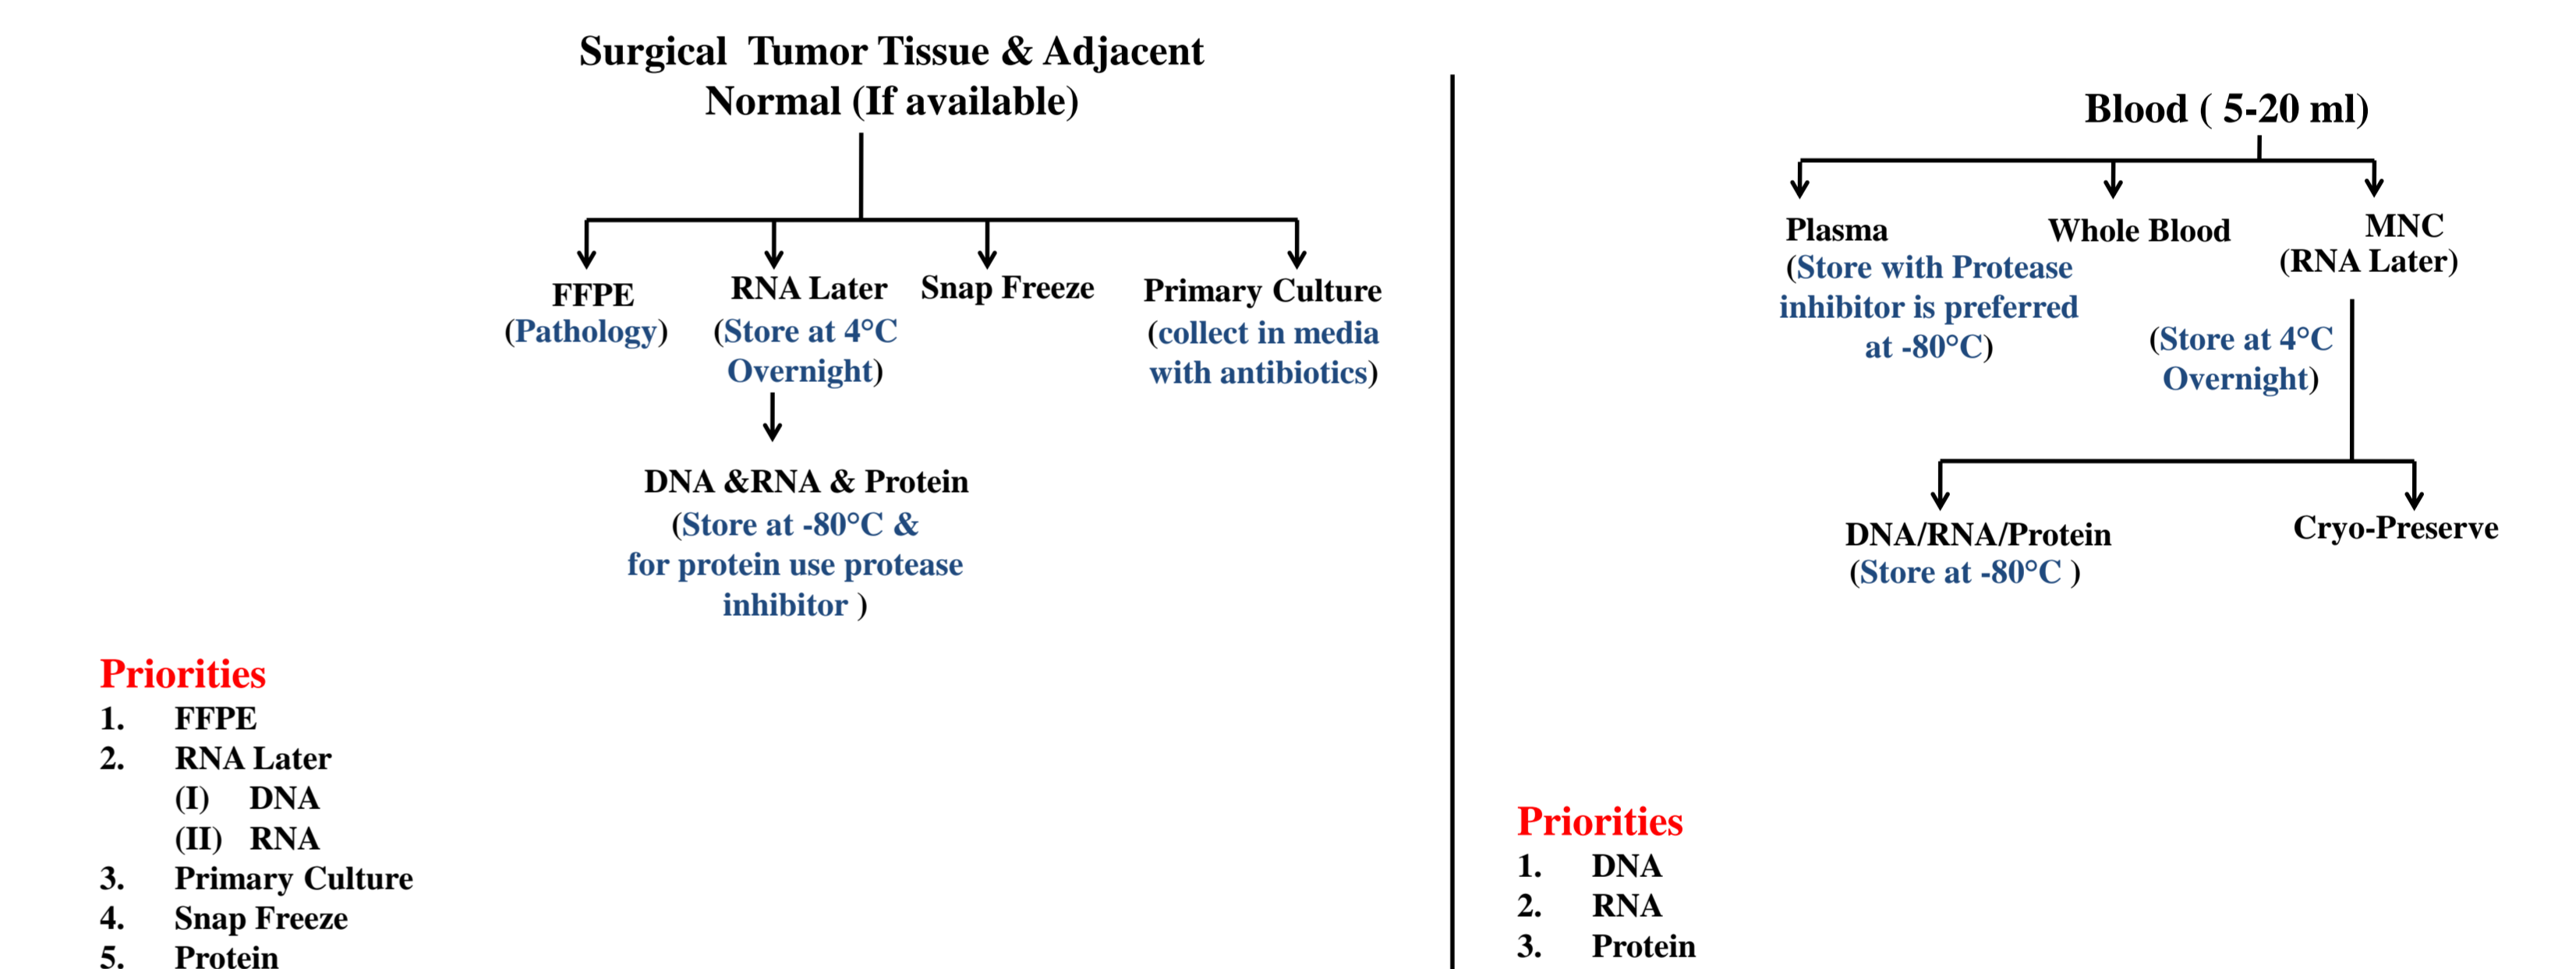 Surgical  Tumor Tissue & Adjacent
Normal (If available)
FFPE
(Pathology)
RNA Later
(Store at 4°C
Overnight)
Snap Freeze
Primary Culture
(collect in media
with antibiotics)
DNA &RNA & Protein
(Store at -80°C &
for protein use protease
inhibitor )
Priorities
1. FFPE
2. RNA Later
(I) DNA
(II) RNA
3. Primary Culture
4. Snap Freeze
5. Protein
Blood ( 5-20 ml)
Plasma
(Store with Protease
inhibitor is preferred
at -80°C)
Whole Blood
MNC
(RNA Later)
(Store at 4°C
Overnight)
DNA/RNA/Protein
(Store at -80°C )
Cryo-Preserve
Priorities
1. DNA
2. RNA
3. Protein